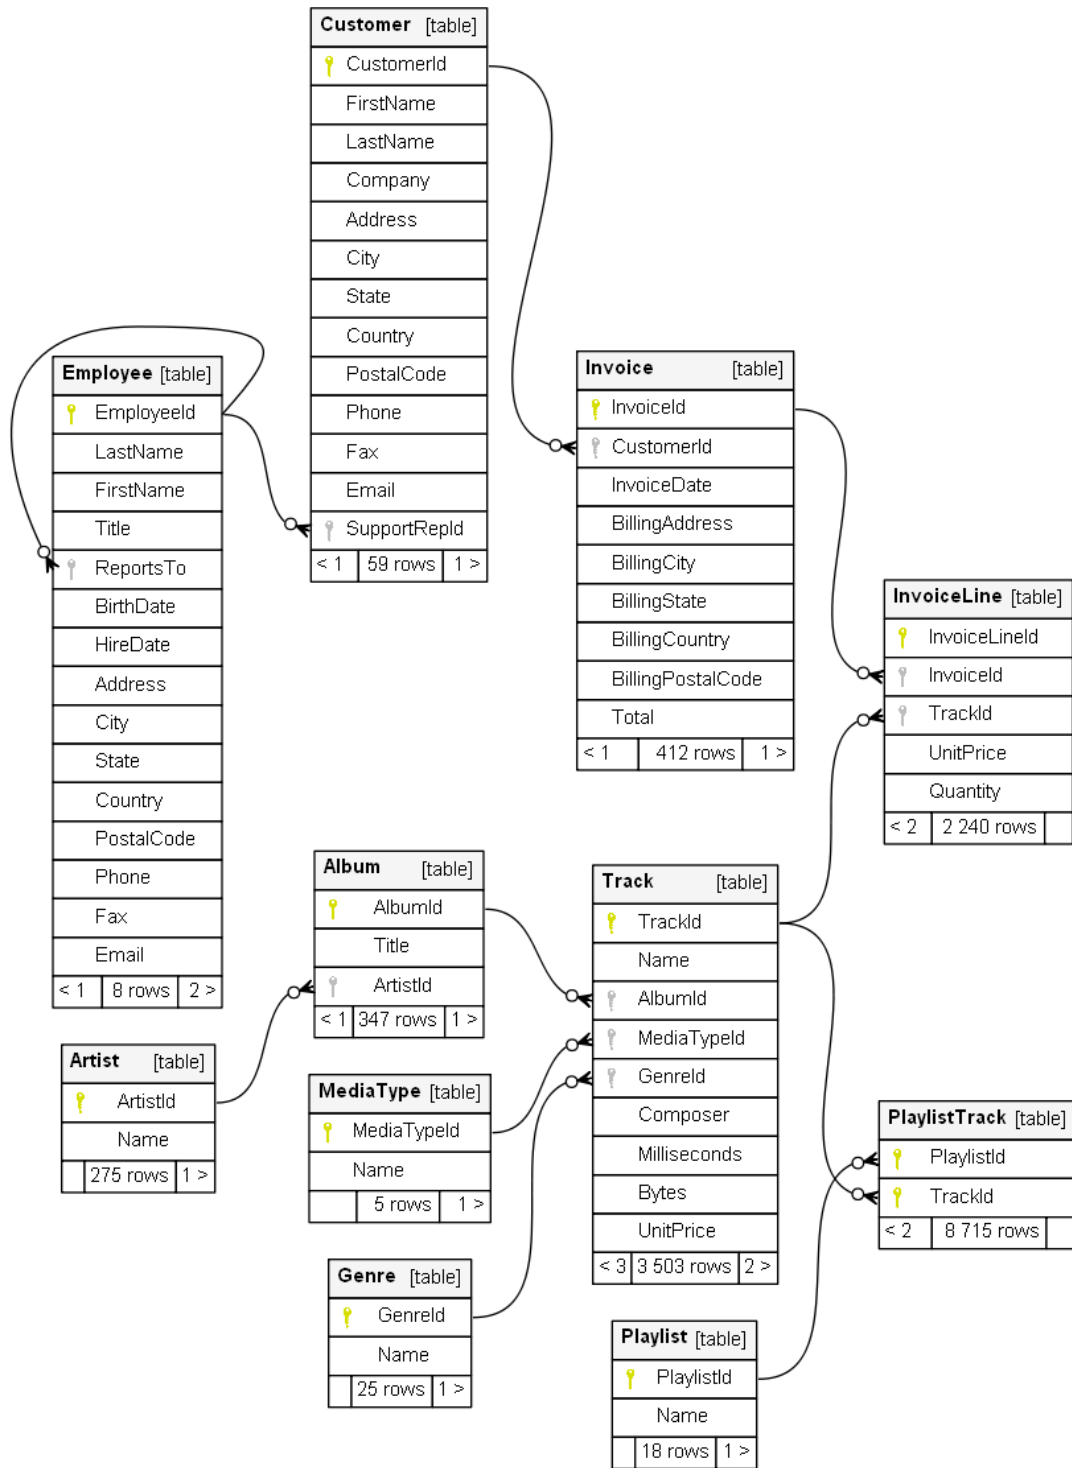 Customer [table]
CustomerId
FirstName
LastName
Company
Address
City
State
Country
PostalCode
Phone
Fax
Email
SupportRepId
< 1 59 rows 1 >
Employee [table]
EmployeeId
LastName
FirstName
Title
ReportsTo
BirthDate
HireDate
Address
City
State
Country
PostalCode
Phone
Fax
Email
< 1 8 rows 2 >
Invoice [table]
InvoiceId
CustomerId
InvoiceDate
BillingAddress
BillingCity
BillingState
BillingCountry
BillingPostalCode
Total
< 1 412 rows 1 >
InvoiceLine [table]
InvoiceLineId
InvoiceId
TrackId
UnitPrice
Quantity
< 2 2 240 rows
Album [table]
AlbumId
Title
ArtistId
< 1 347 rows 1 >
Track [table]
TrackId
Name
AlbumId
MediaTypeId
GenreId
Composer
Milliseconds
Bytes
UnitPrice
< 3 3 503 rows 2 >
Artist [table]
ArtistId
Name
275 rows 1 >
MediaType [table]
MediaTypeId
Name
5 rows 1 >
PlaylistTrack [table]
PlaylistId
TrackId
< 2 8 715 rows
Genre [table]
GenreId
Name
25 rows 1 >
Playlist [table]
PlaylistId
Name
18 rows 1 >